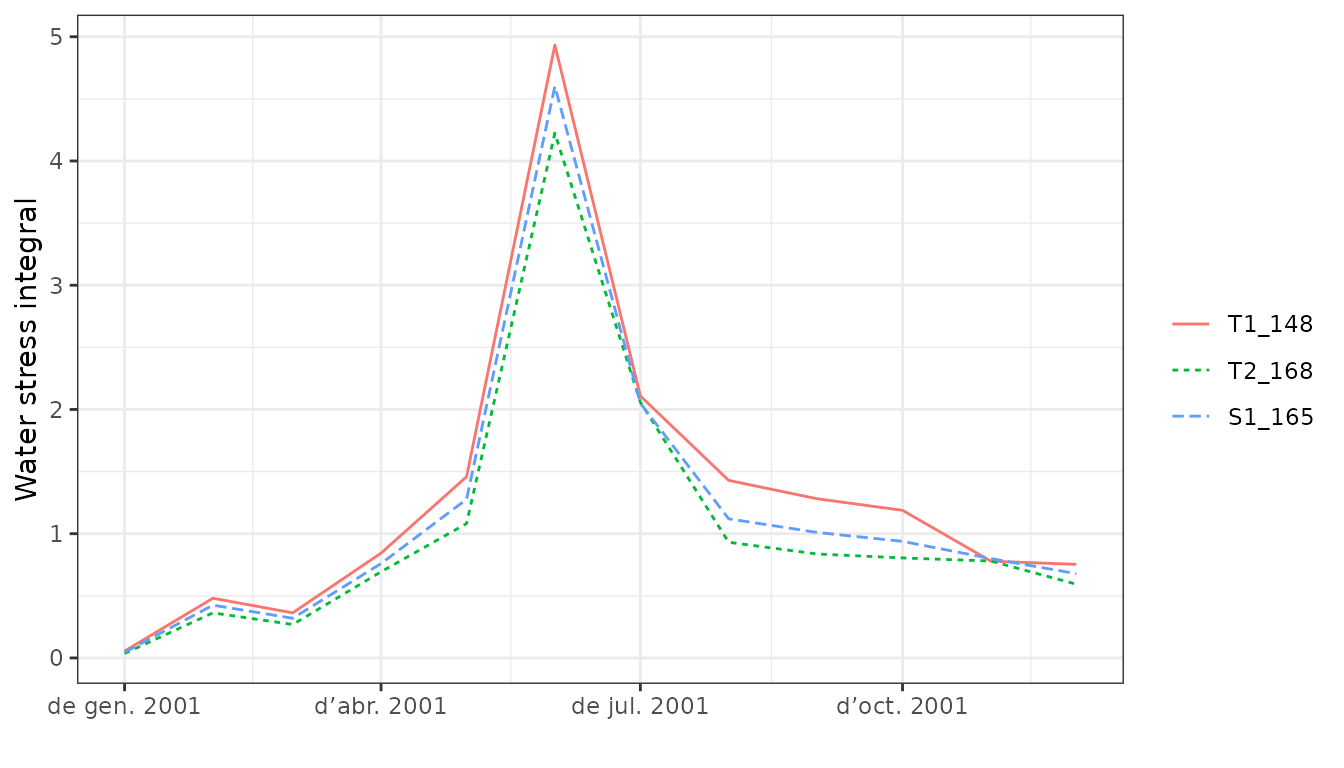 Water stress integral
5
4
3
2
1
0
de gen. 2001
d’abr. 2001
de jul. 2001
d’oct. 2001
T1_148
T2_168
S1_165